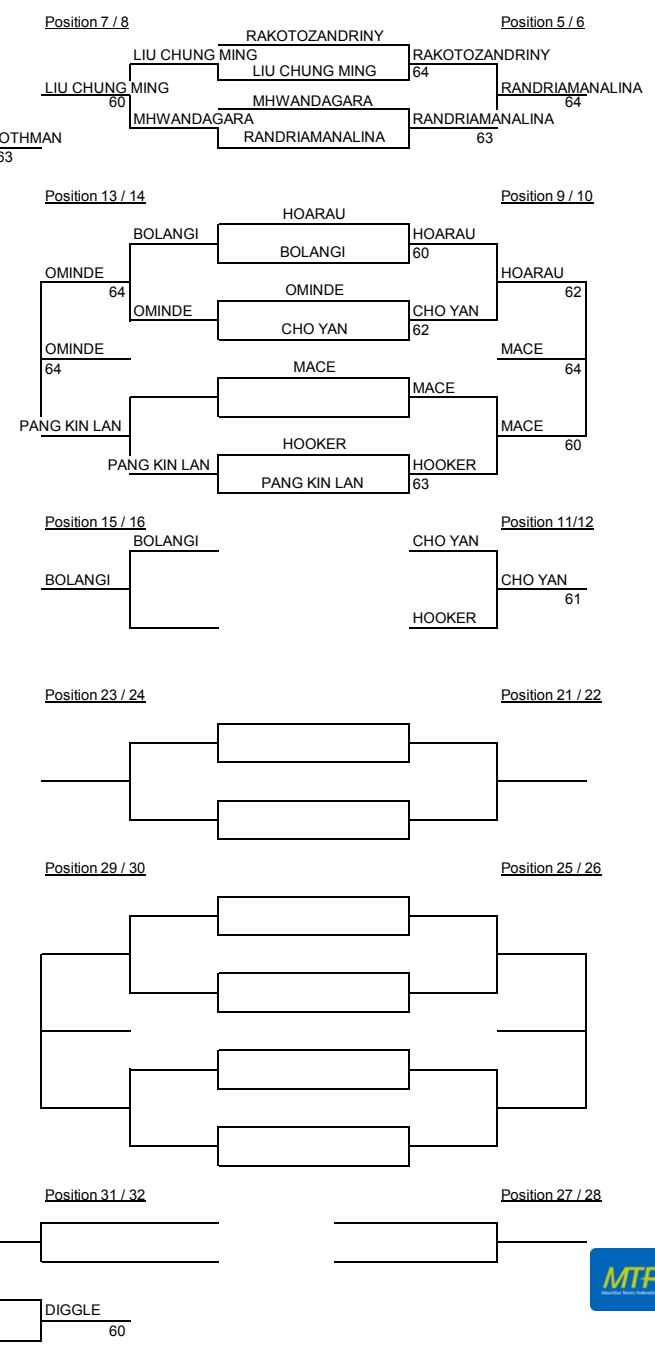 Position 7 / 8
Position 5 / 6
RAKOTOZANDRINY
LIU CHUNG MING
RAKOTOZANDRINY
LIU CHUNG MING
64
LIU CHUNG MING
RANDRIAMANALINA
60
MHWANDAGARA
64
MHWANDAGARA
RANDRIAMANALINA
OTHMAN
RANDRIAMANALINA
63
63
Position 13 / 14
Position 9 / 10
HOARAU
BOLANGI
HOARAU
BOLANGI
60
OMINDE
HOARAU
64
OMINDE
62
OMINDE
CHO YAN
CHO YAN
62
OMINDE
MACE
64
MACE
64
MACE
PANG KIN LAN
MACE
HOOKER
60
PANG KIN LAN
HOOKER
PANG KIN LAN
63
Position 15 / 16
Position 11/12
BOLANGI
CHO YAN
BOLANGI
CHO YAN
61
HOOKER
Position 23 / 24
Position 21 / 22
Position 29 / 30
Position 25 / 26
Position 31 / 32
Position 27 / 28
MTF
DIGGLE
60